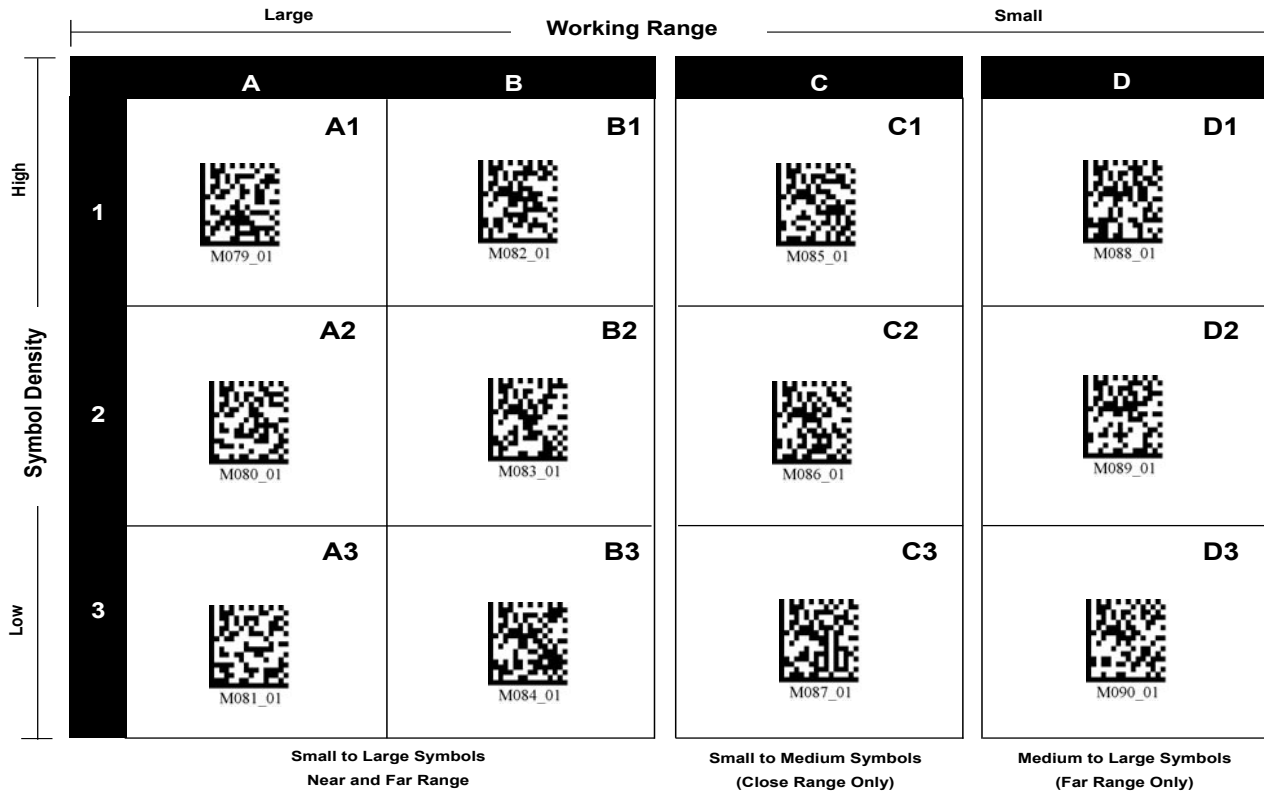 Large
Working Range
Small
A
B
C
D
High
Symbol Density
Low
1
A1
M079_01
B1
M082_01
C1
M085_01
D1
M088_01
2
A2
M080_01
B2
M083_01
C2
M086_01
D2
M089_01
3
A3
M081_01
B3
M084_01
C3
M087_01
D3
M090_01
Small to Large Symbols
Near and Far Range
Small to Medium Symbols
(Close Range Only)
Medium to Large Symbols
(Far Range Only)